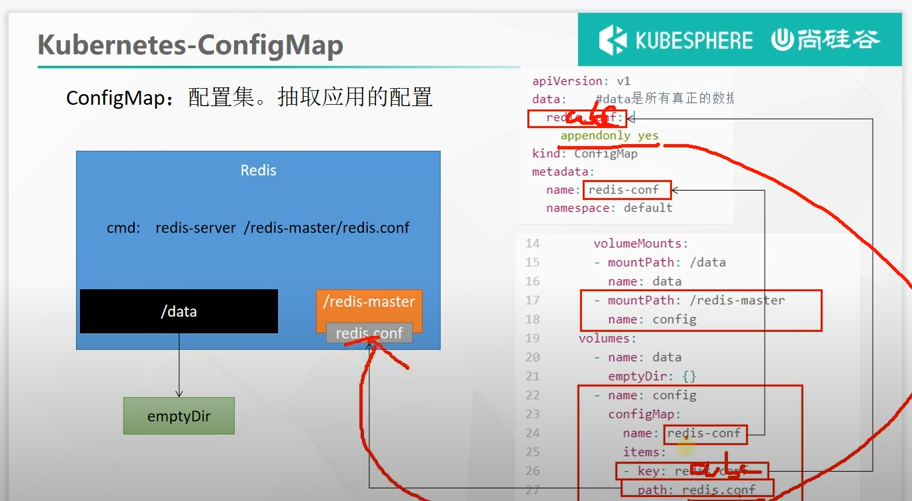 Kubernetes-ConfigMap
KUBESPHERE 尚硅谷
ConfigMap：配置集。抽取应用的配置
Redis
cmd: redis-server /redis-master/redis.conf
/data
/redis-master
redis.conf
emptyDir
apiVersion: v1
data: #data是所有真正的数据
appendonly yes
kind: ConfigMap
metadata:
name: redis-conf
namespace: default
14 volumeMounts:
15 - mountPath: /data
16 name: data
17 - mountPath: /redis-master
18 name: config
19 volumes:
20 - name: data
21 emptyDir: {}
22 - name: config
23 configMap:
24 name: redis-conf
25 items:
26 - key:
27 path: redis.conf